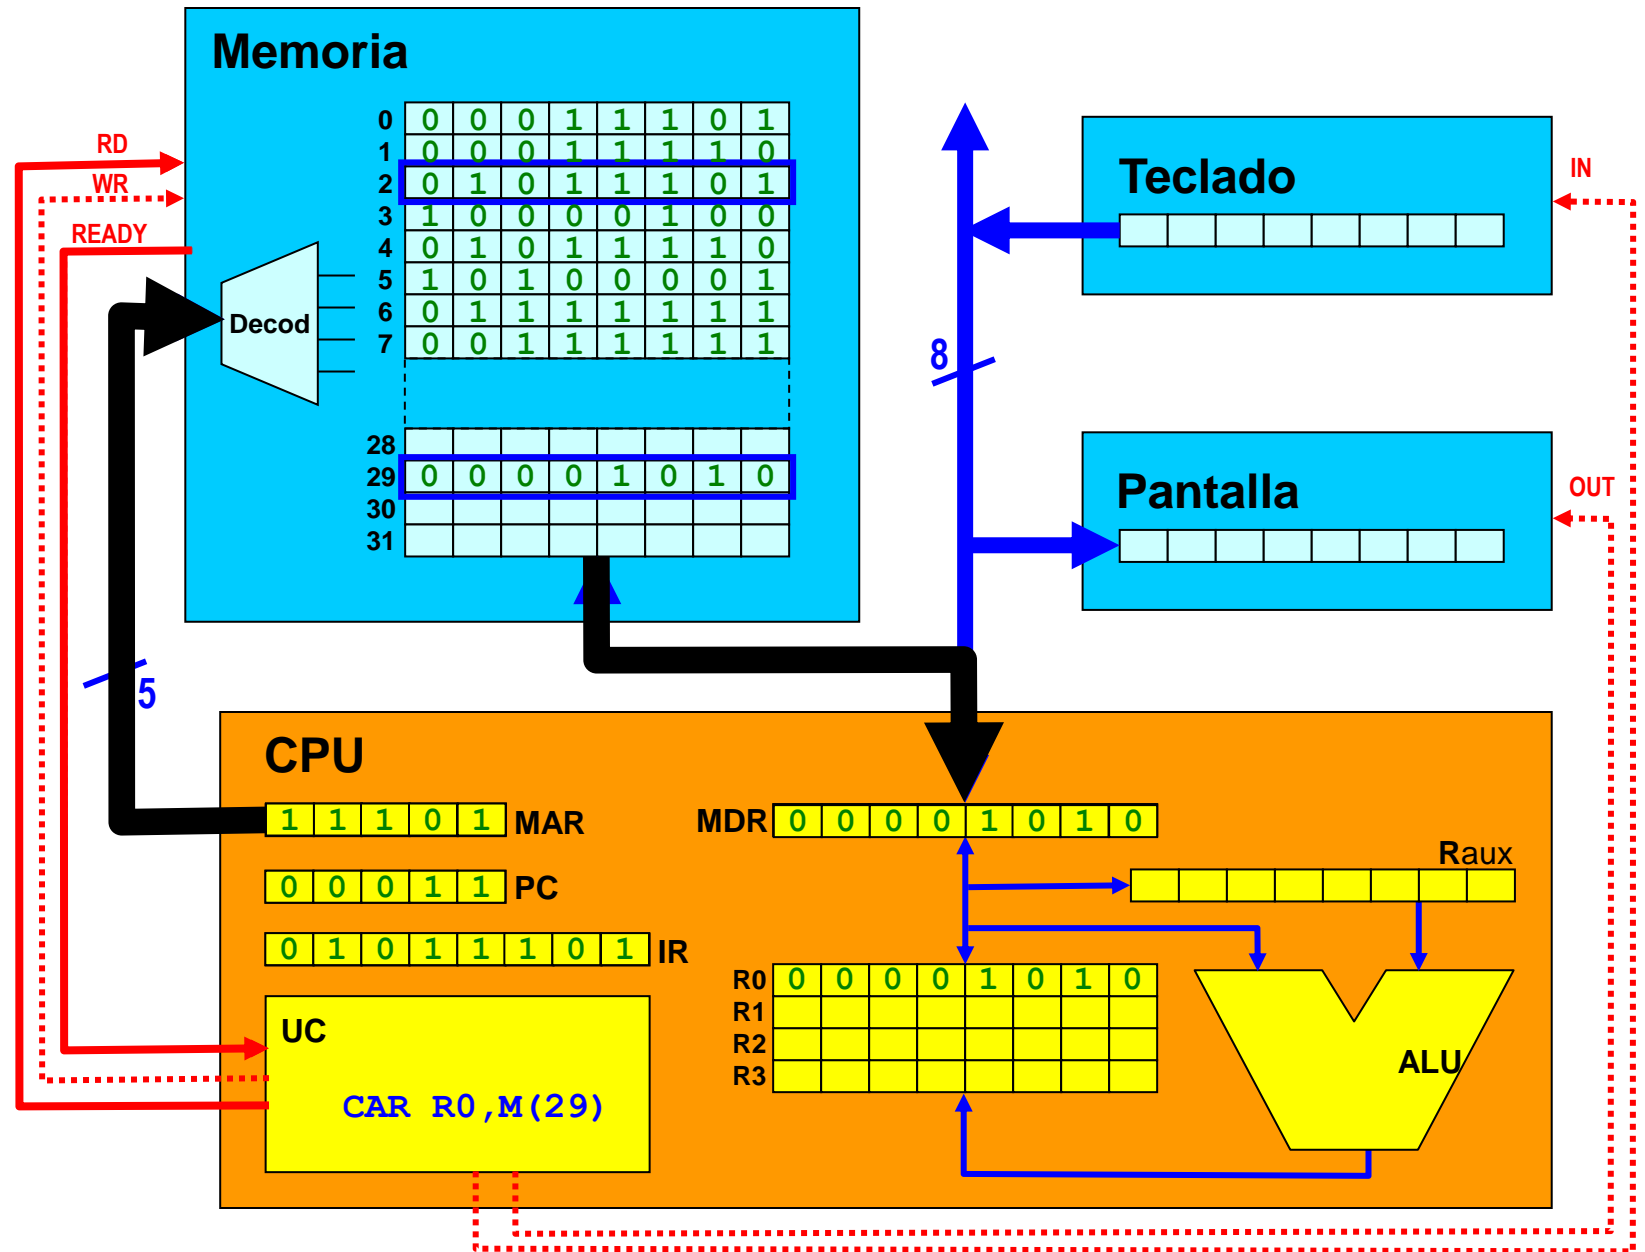 Memoria
0 0 0 0 1 1 1 0 1
1 0 0 0 1 1 1 1 0
2 0 1 0 1 1 1 0 1
3 1 0 0 0 0 1 0 0
4 0 1 0 1 1 1 1 0
5 1 0 1 0 0 0 0 1
6 0 1 1 1 1 1 1 1
7 0 0 1 1 1 1 1 1
28
29 0 0 0 0 1 0 1 0
30
31
RD
WR
READY
Decod
5
8
Teclado
IN
Pantalla
OUT
CPU
1 1 1 0 1 MAR
0 0 0 1 1 PC
0 1 0 1 1 1 0 1 IR
UC
CAR R0,M(29)
MDR 0 0 0 0 1 0 1 0
Raux
R0 0 0 0 0 1 0 1 0
R1
R2
R3
ALU